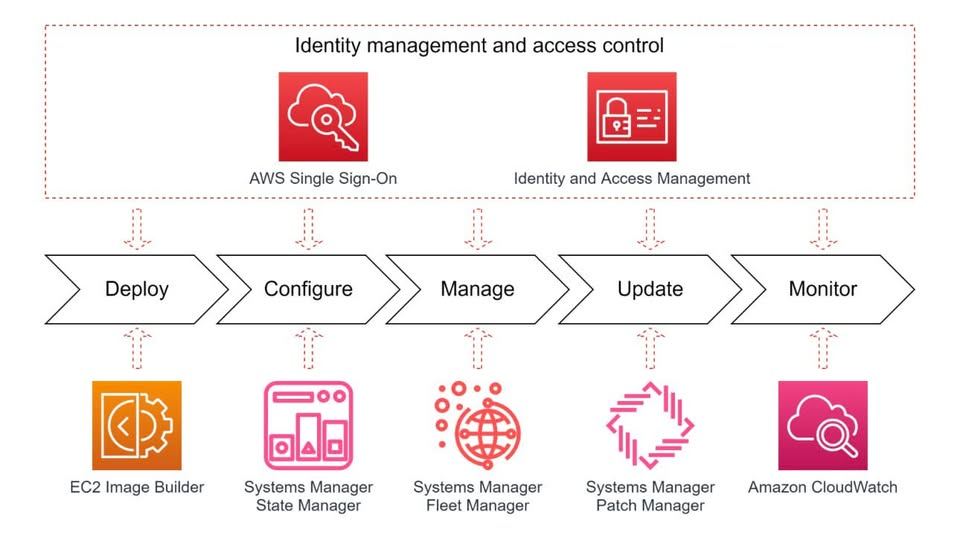 Identity management and access control
AWS Single Sign-On
Identity and Access Management
Deploy
Configure
Manage
Update
Monitor
EC2 Image Builder
Systems Manager
State Manager
Systems Manager
Fleet Manager
Systems Manager
Patch Manager
Amazon CloudWatch